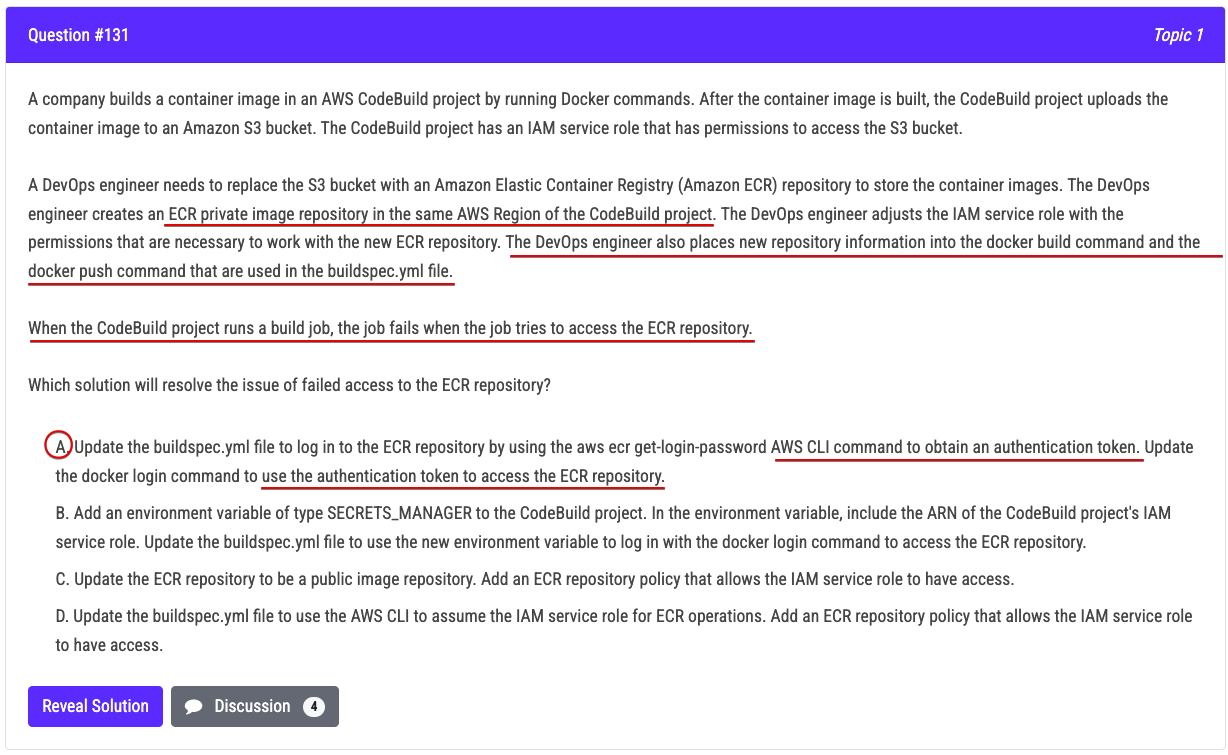 Question #131
Topic 1
A company builds a container image in an AWS CodeBuild project by running Docker commands. After the container image is built, the CodeBuild project uploads the
container image to an Amazon S3 bucket. The CodeBuild project has an IAM service role that has permissions to access the S3 bucket.
A DevOps engineer needs to replace the S3 bucket with an Amazon Elastic Container Registry (Amazon ECR) repository to store the container images. The DevOps
engineer creates an ECR private image repository in the same AWS Region of the CodeBuild project. The DevOps engineer adjusts the IAM service role with the
permissions that are necessary to work with the new ECR repository. The DevOps engineer also places new repository information into the docker build command and the
docker push command that are used in the buildspec.yml file.
When the CodeBuild project runs a build job, the job fails when the job tries to access the ECR repository.
Which solution will resolve the issue of failed access to the ECR repository?
A. Update the buildspec.yml file to log in to the ECR repository by using the aws ecr get-login-password AWS CLI command to obtain an authentication token. Update
the docker login command to use the authentication token to access the ECR repository.
B. Add an environment variable of type SECRETS_MANAGER to the CodeBuild project. In the environment variable, include the ARN of the CodeBuild project's IAM
service role. Update the buildspec.yml file to use the new environment variable to log in with the docker login command to access the ECR repository.
C. Update the ECR repository to be a public image repository. Add an ECR repository policy that allows the IAM service role to have access.
D. Update the buildspec.yml file to use the AWS CLI to assume the IAM service role for ECR operations. Add an ECR repository policy that allows the IAM service role
to have access.
Reveal Solution
Discussion 4